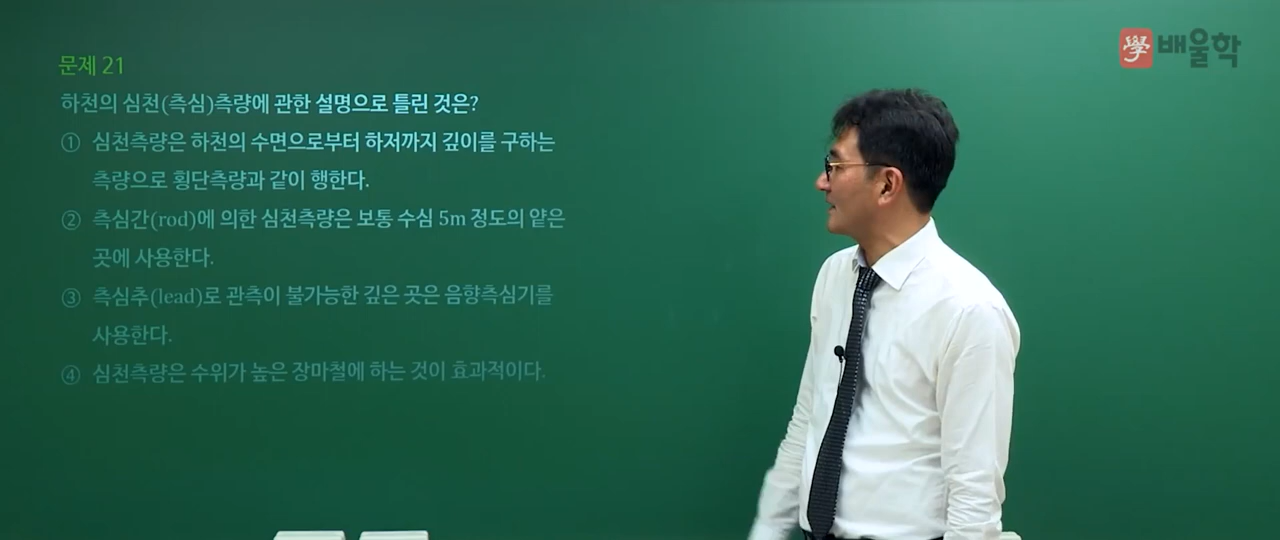 學 배울학
문제 21
하천의 심천(측심)측량에 관한 설명으로 틀린 것은?
① 심천측량은 하천의 수면으로부터 하저까지 깊이를 구하는
측량으로 횡단측량과 같이 행한다.
② 측심간(rod)에 의한 심천측량은 보통 수심 5m 정도의 얕은
곳에 사용한다.
③ 측심추(lead)로 관측이 불가능한 깊은 곳은 음향측심기를
사용한다.
④ 심천측량은 수위가 높은 장마철에 하는 것이 효과적이다.